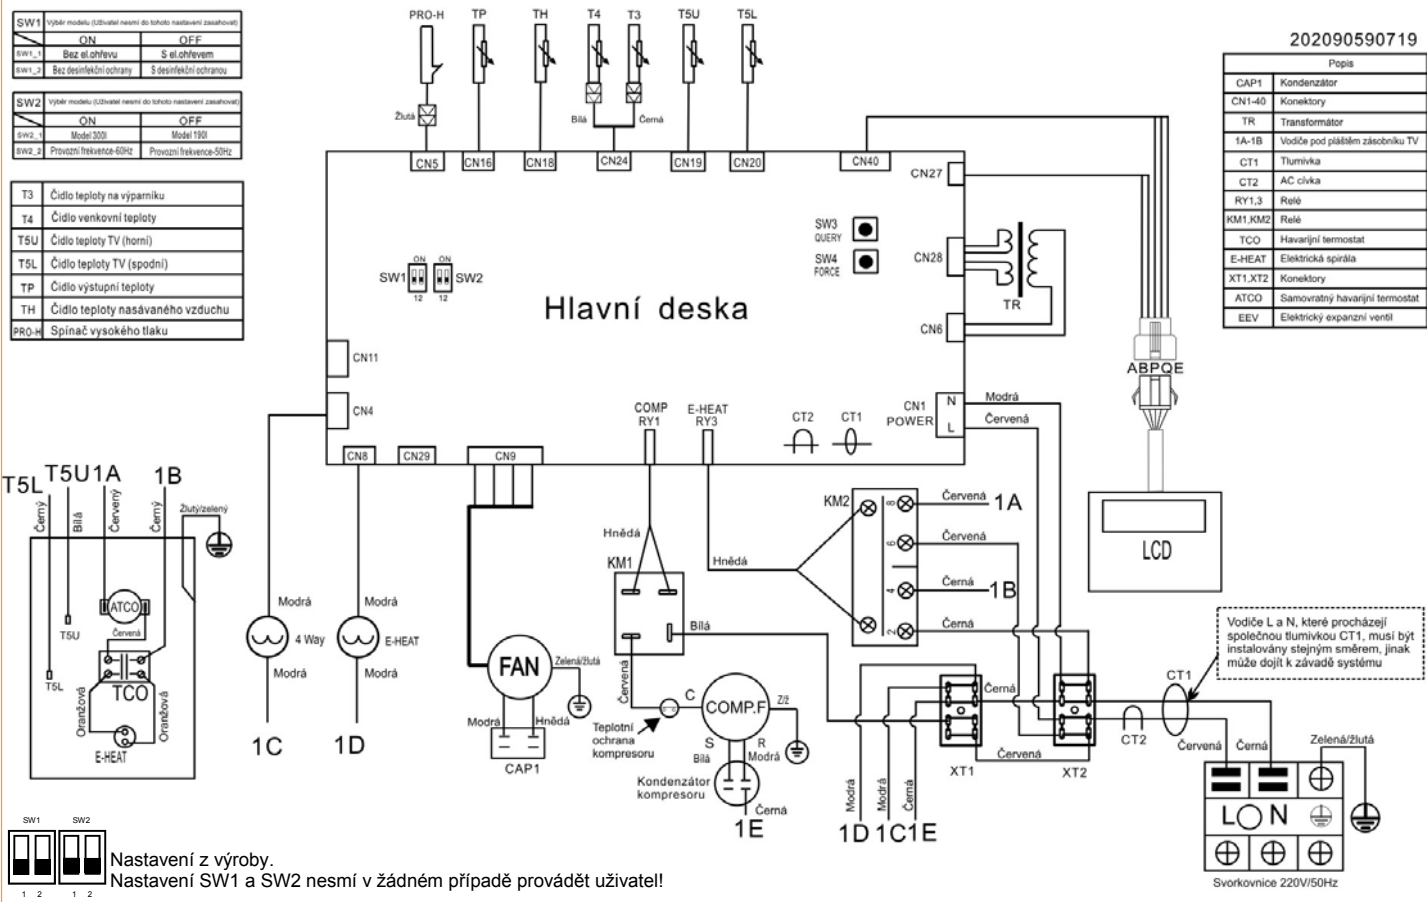 SW1 Výběr modelu (Uživatel nesmí do tohoto nastavení zasahovat)
ON OFF
SW1_1 Bez el.ohřevu S el.ohřevem
SW1_2 Bez desinfekční ochrany S desinfekční ochranou
SW2 Výběr modelu (Uživatel nesmí do tohoto nastavení zasahovat)
ON OFF
SW2_1 Model 300l Model 190l
SW2_2 Provozní frekvence-60Hz Provozní frekvence-50Hz
T3 Čidlo teploty na výparníku
T4 Čidlo venkovní teploty
T5U Čidlo teploty TV (horní)
T5L Čidlo teploty TV (spodní)
TP Čidlo výstupní teploty
TH Čidlo teploty nasávaného vzduchu
PRO-H Spínač vysokého tlaku
PRO-H TP TH T4 T3 T5U T5L
Žlutá Bílá Černá
CN5 CN16 CN18 CN24 CN19 CN20 CN40
202090590719
Popis
CAP1 Kondenzátor
CN1-40 Konektory
TR Transformátor
1A-1B Vodiče pod pláštěm zásobníku TV
CT1 Tlumivka
CT2 AC cívka
RY1,3 Relé
KM1,KM2 Relé
TCO Havarijní termostat
E-HEAT Elektrická spirála
XT1,XT2 Konektory
ATCO Samovratný havarijní termostat
EEV Elektrický expanzní ventil
CN27
SW3
QUERY
SW4
FORCE
CN28
TR
CN6
ON ON
SW1 SW2
12 12
Hlavní deska
CN11
CN4
CN8 CN29 CN9
COMP
RY1
E-HEAT
RY3
CT2 CT1
CN1
POWER
N
L
Modrá
Červená
ABPQE
LCD
T5L T5U 1A 1B
Černý Bílá Červený Černý Žlutý/zelený
ATCO
T5U
Červená
T5L
TCO
Oranžová Oranžová
E-HEAT
Modrá
4 Way
Modrá
1C
Modrá
E-HEAT
Modrá
1D
FAN
Zelená/žlutá
Modrá Hnědá
CAP1
Hnědá
KM1
Bílá
Červená
Teplotní
ochrana
kompresoru
C
COMP.F
Z/ž
S R
Bílá Modrá
Kondenzátor
kompresoru
Černá
1E
Hnědá
KM2
8 Červená 1A
6 Červená
4 Černá 1B
2 Černá
Černá
Červená
XT1 XT2
Modrá Modrá Černá
1D 1C 1E
Vodiče L a N, které procházejí
společnou tlumivkou CT1, musí být
instalovány stejným směrem, jinak
může dojít k závadě systému
CT1
CT2
Červená Černá Zelená/žlutá
L N
Svorkovnice 220V/50Hz
SW1 SW2
1 2 1 2
Nastavení z výroby.
Nastavení SW1 a SW2 nesmí v žádném případě provádět uživatel!